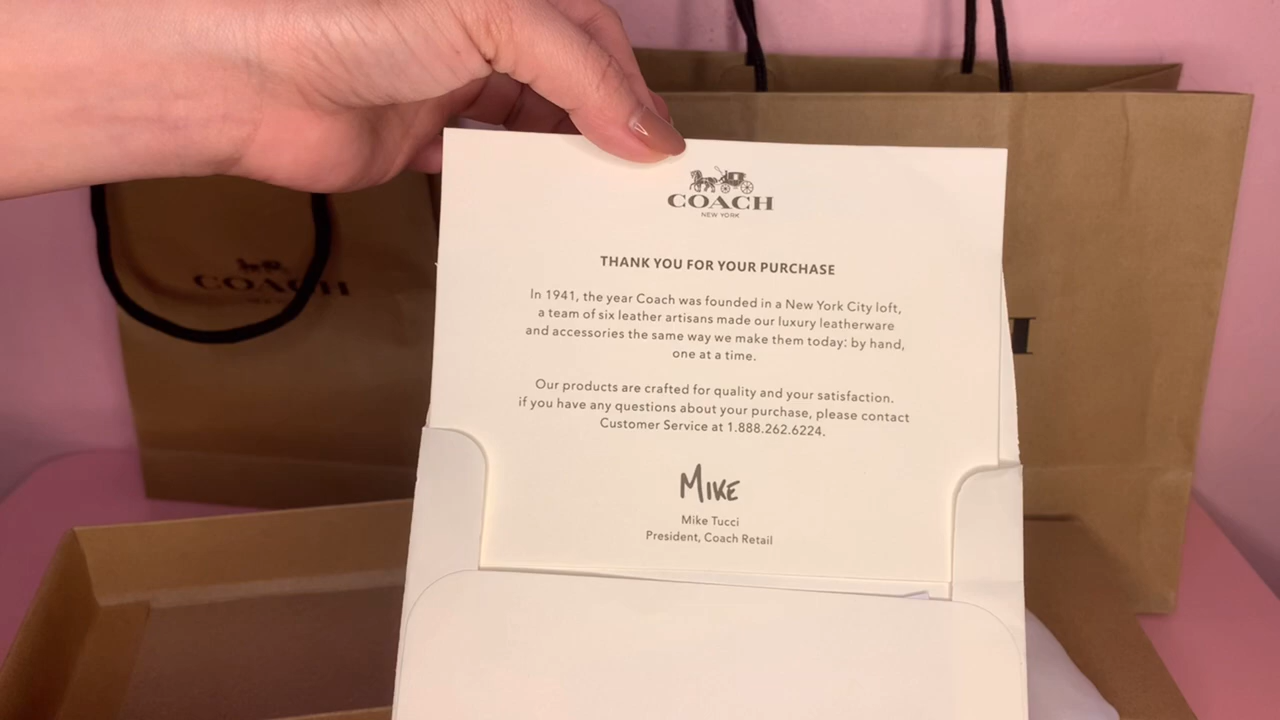 COACH
NEW YORK
THANK YOU FOR YOUR PURCHASE
In 1941, the year Coach was founded in a New York City loft,
a team of six leather artisans made our luxury leatherware
and accessories the same way we make them today: by hand,
one at a time.
Our products are crafted for quality and your satisfaction.
if you have any questions about your purchase, please contact
Customer Service at 1.888.262.6224.
MIKE
Mike Tucci
President, Coach Retail
COACH
H